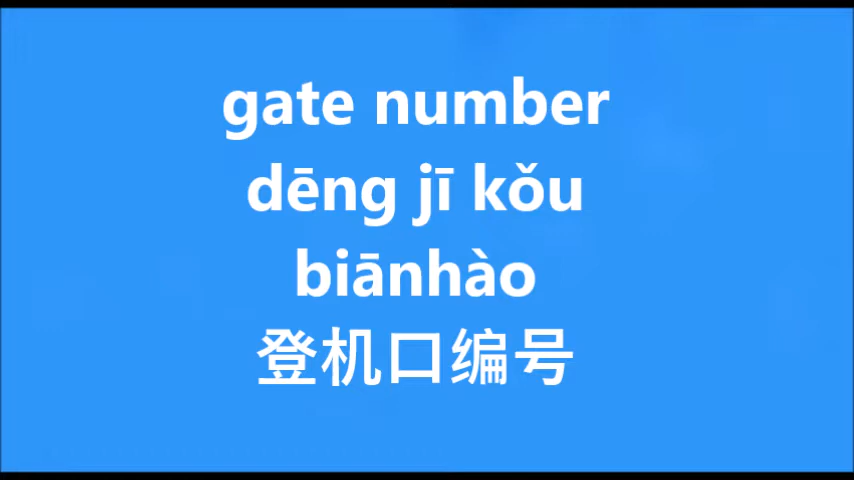 gate number
dēng jī kǒu
biānhào
登机口编号